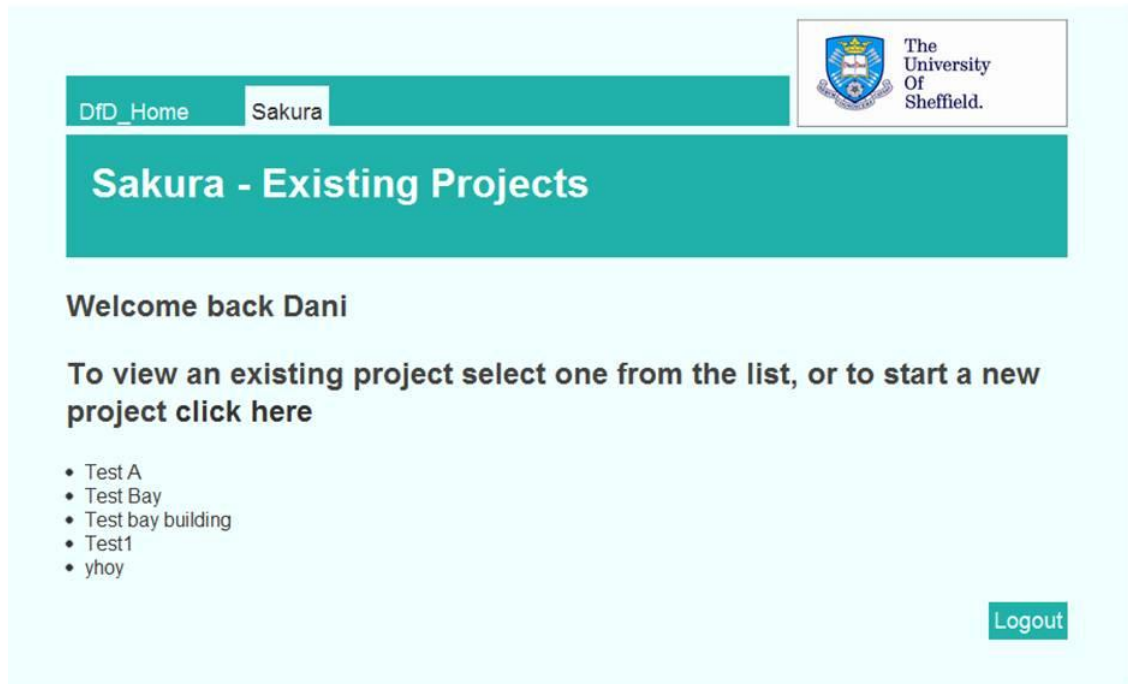 The
University
Of
Sheffield.
DfD_Home Sakura
Sakura - Existing Projects
Welcome back Dani
To view an existing project select one from the list, or to start a new
project click here
• Test A
• Test Bay
• Test bay building
• Test1
• yhoy
Logout